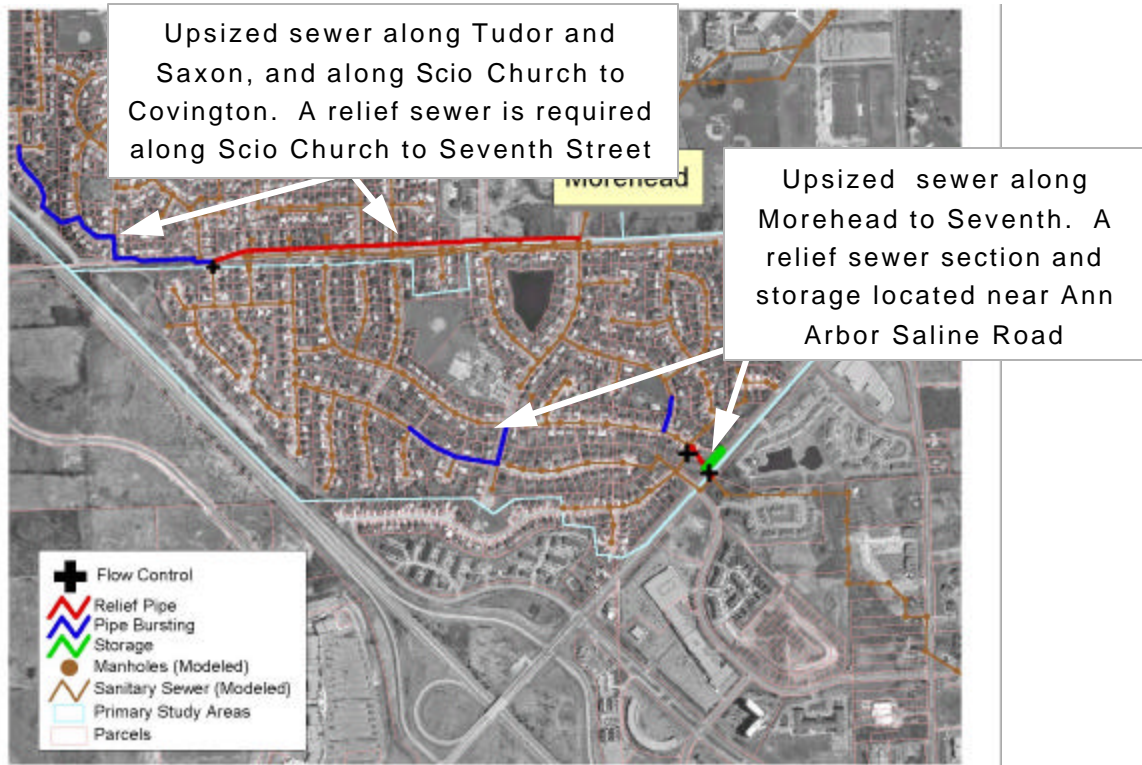 Upsized sewer along Tudor and
Saxon, and along Scio Church to
Covington. A relief sewer is required
along Scio Church to Seventh Street
Morehead
Upsized sewer along
Morehead to Seventh. A
relief sewer section and
storage located near Ann
Arbor Saline Road
Flow Control
Relief Pipe
Pipe Bursting
Storage
Manholes (Modeled)
Sanitary Sewer (Modeled)
Primary Study Areas
Parcels